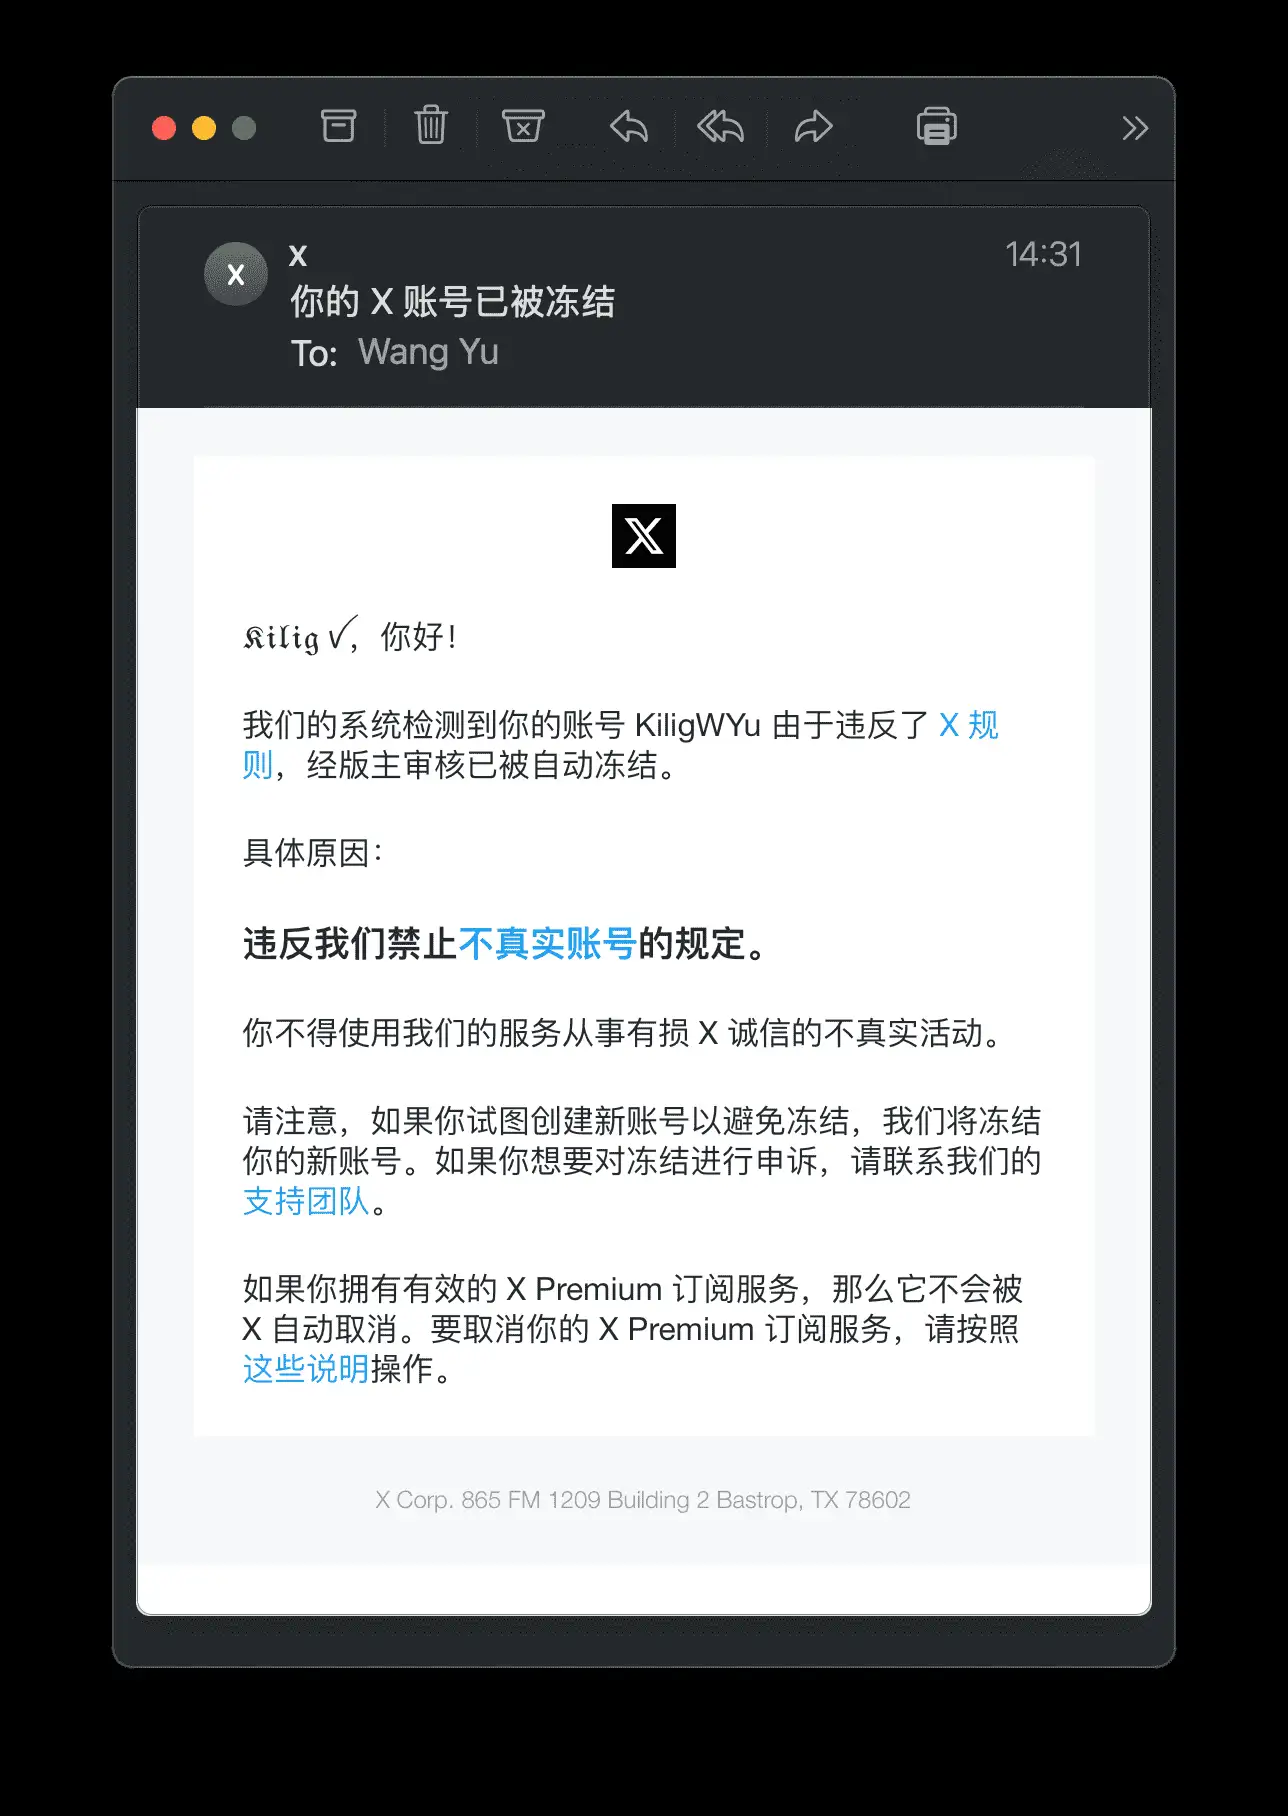 X
X
14:31
你的 X 账号已被冻结
To: Wang Yu
X
𝕶𝖎𝖑𝖎𝖌 ✓，你好！
我们的系统检测到你的账号 KiligWYu 由于违反了 X 规
则，经版主审核已被自动冻结。
具体原因：
违反我们禁止不真实账号的规定。
你不得使用我们的服务从事有损 X 诚信的不真实活动。
请注意，如果你试图创建新账号以避免冻结，我们将冻结
你的新账号。如果你想要对冻结进行申诉，请联系我们的
支持团队。
如果你拥有有效的 X Premium 订阅服务，那么它不会被
X 自动取消。要取消你的 X Premium 订阅服务，请按照
这些说明操作。
X Corp. 865 FM 1209 Building 2 Bastrop, TX 78602